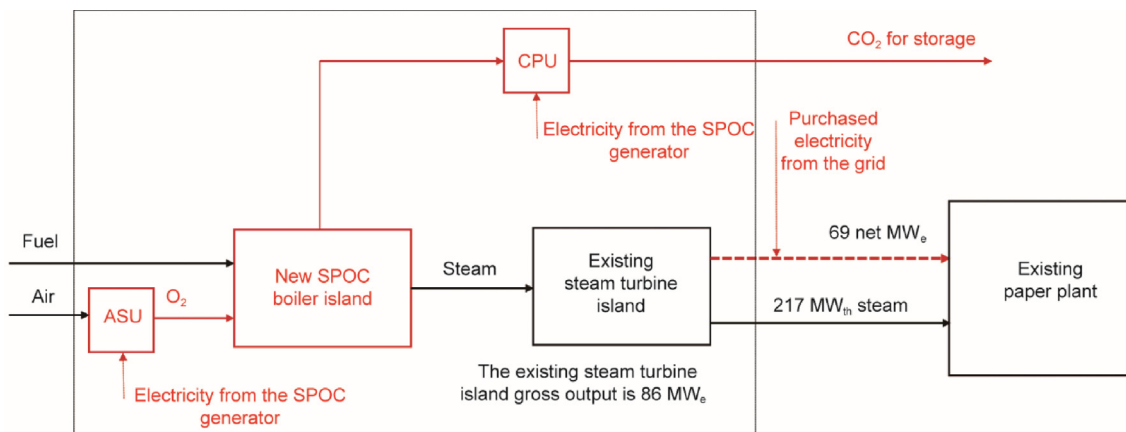 CO₂ for storage
CPU
Electricity from the SPOC
generator
Purchased
electricity
from the grid
Fuel
Air
ASU
O₂
New SPOC
boiler island
Steam
Existing
steam turbine
island
69 net MWₑ
217 MWₜₕ steam
Existing
paper plant
Electricity from the SPOC
generator
The existing steam turbine
island gross output is 86 MWₑ